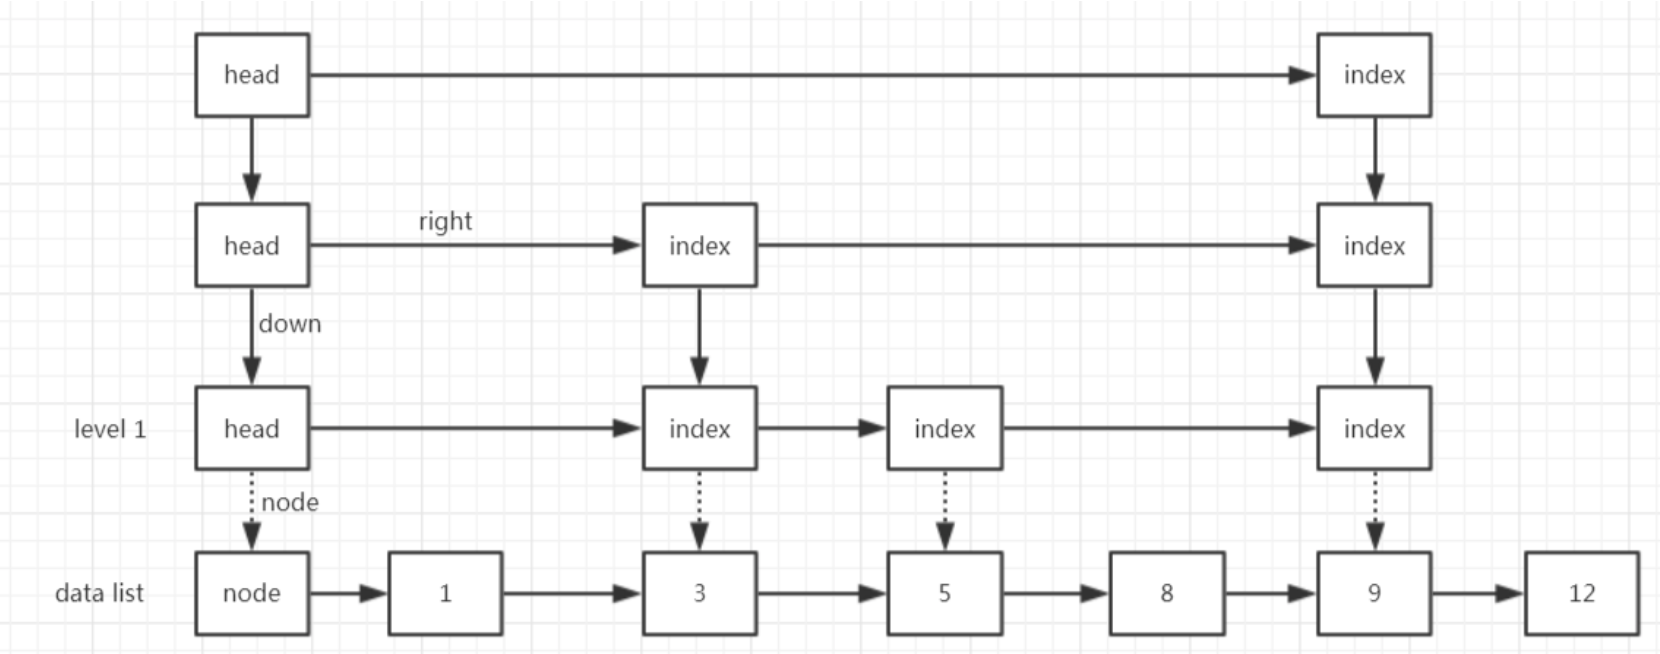 head
index
right
head
index
index
down
level 1
head
index
index
index
node
data list
node
1
3
5
8
9
12